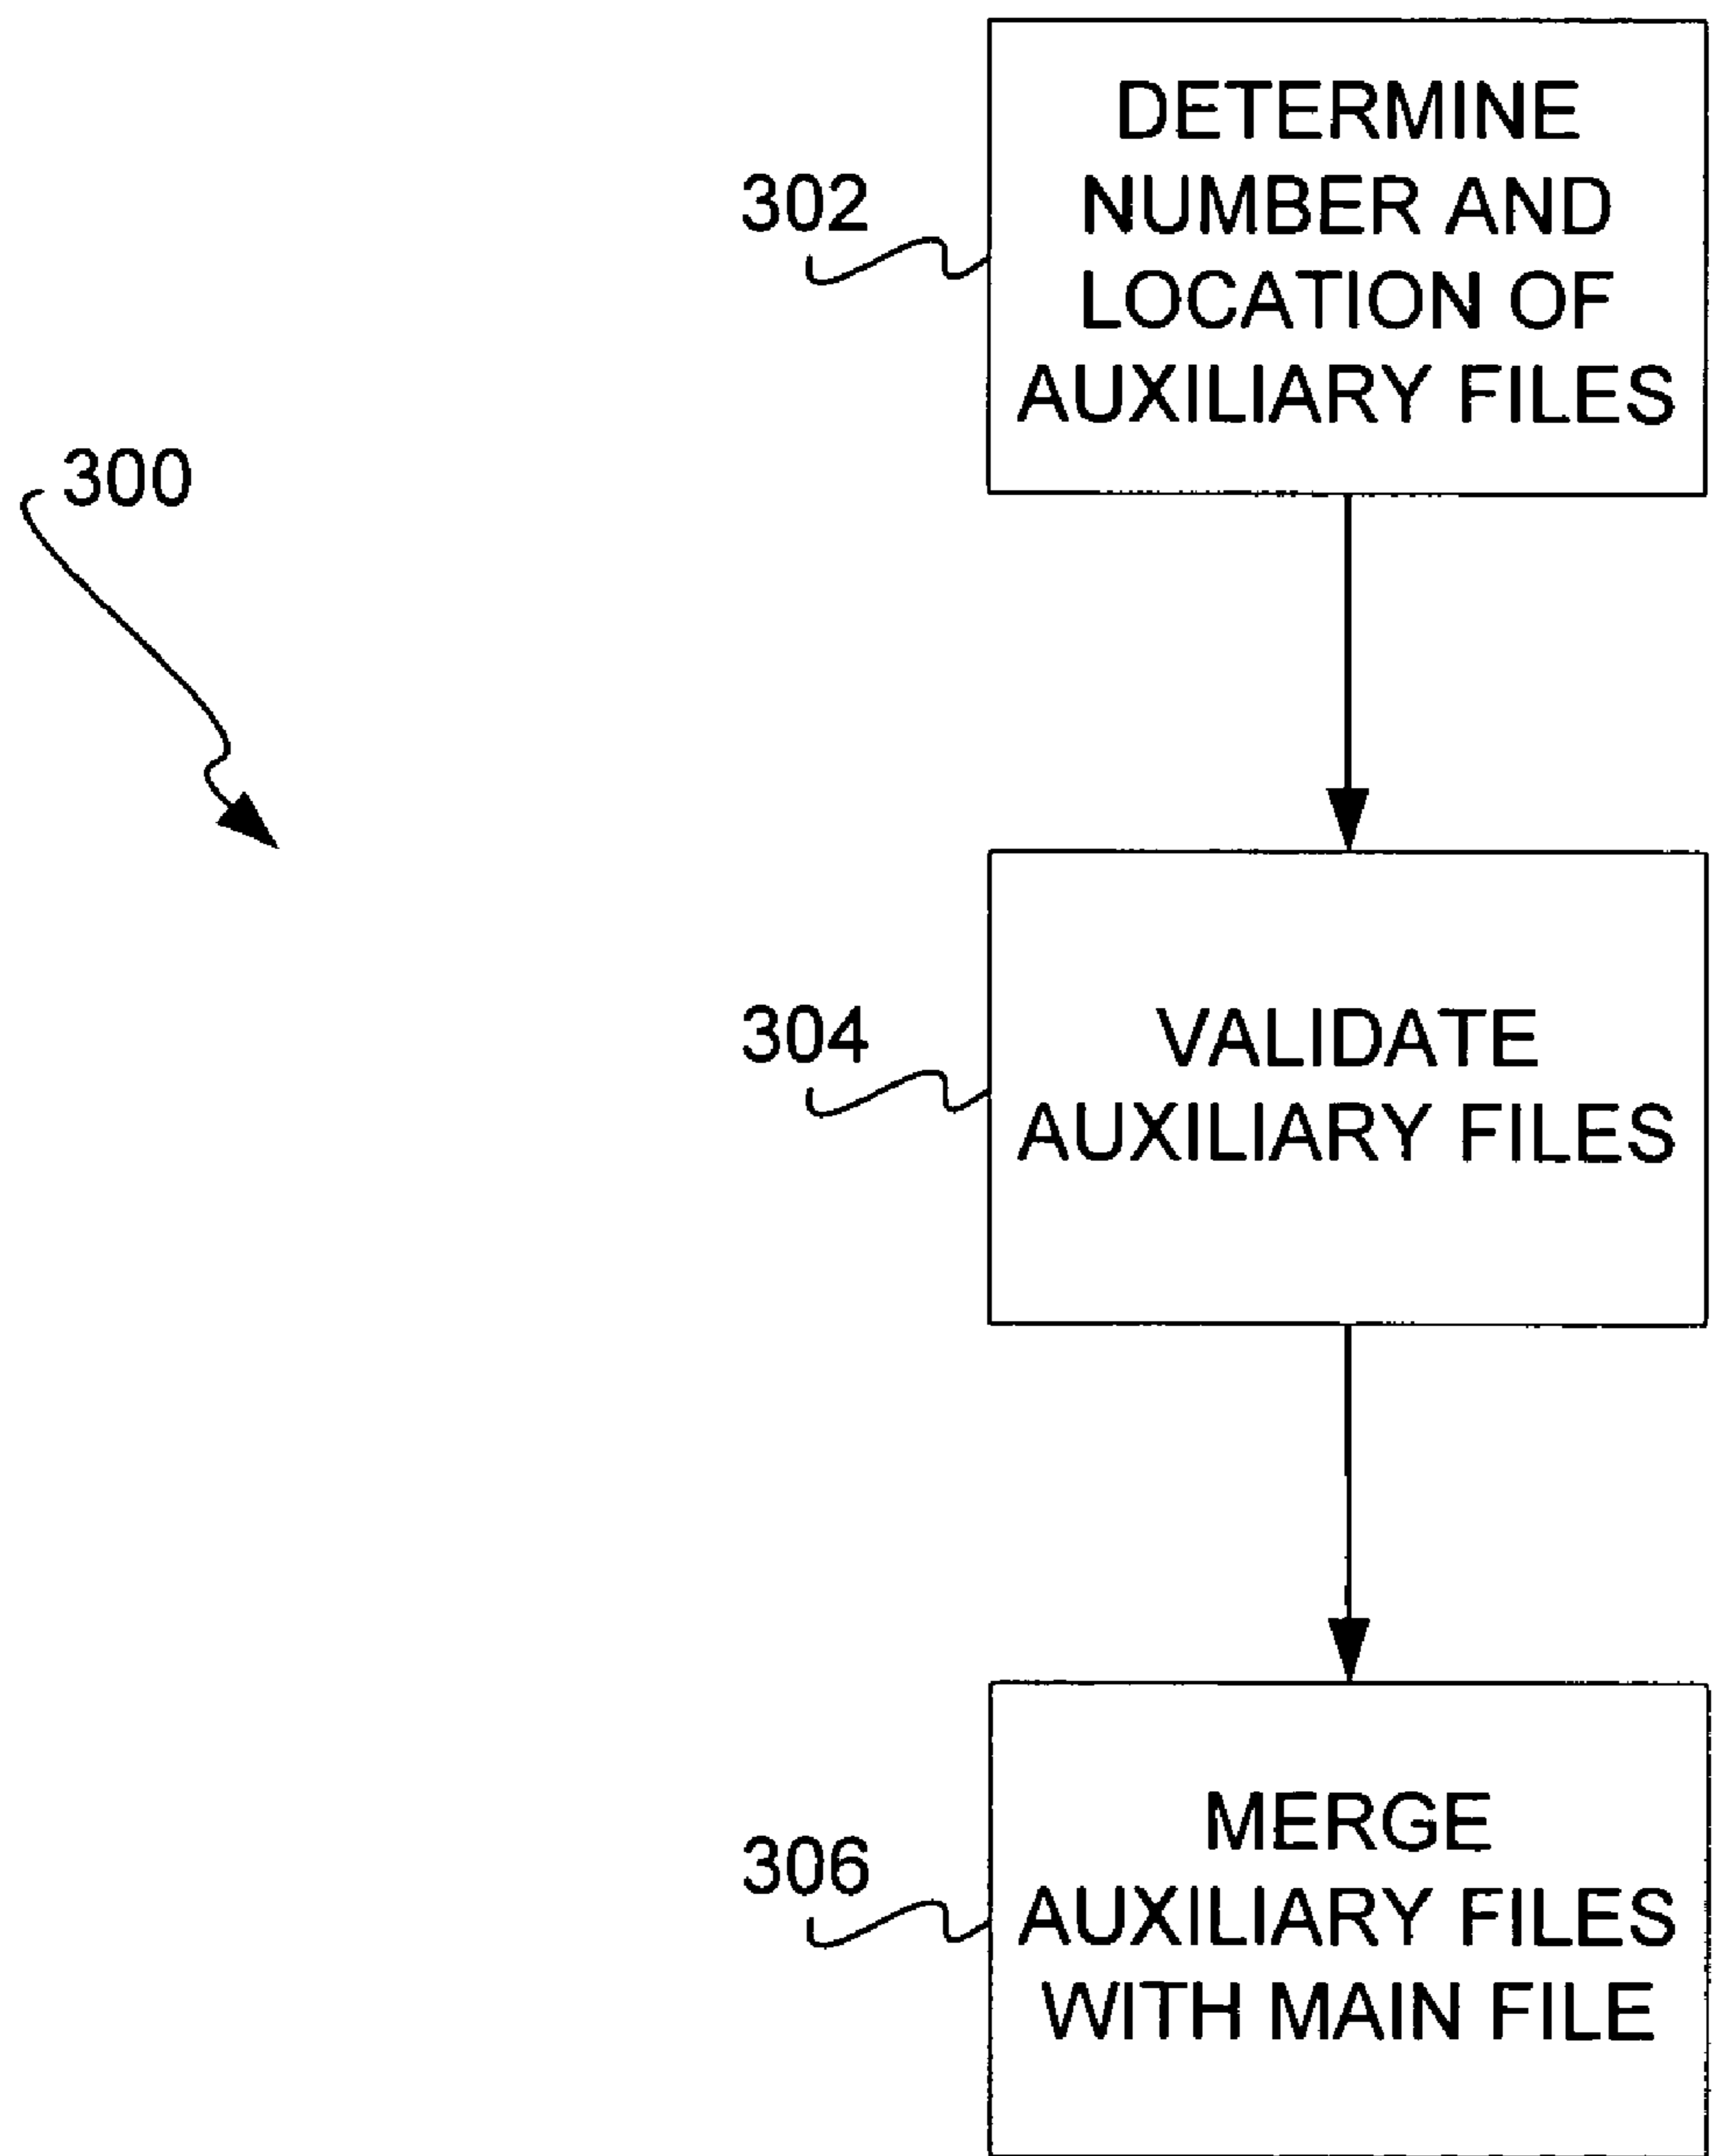 302
DETERMINE
NUMBER AND
LOCATION OF
AUXILIARY FILES
300
304
VALIDATE
AUXILIARY FILES
306
MERGE
AUXILIARY FILES
WITH MAIN FILE